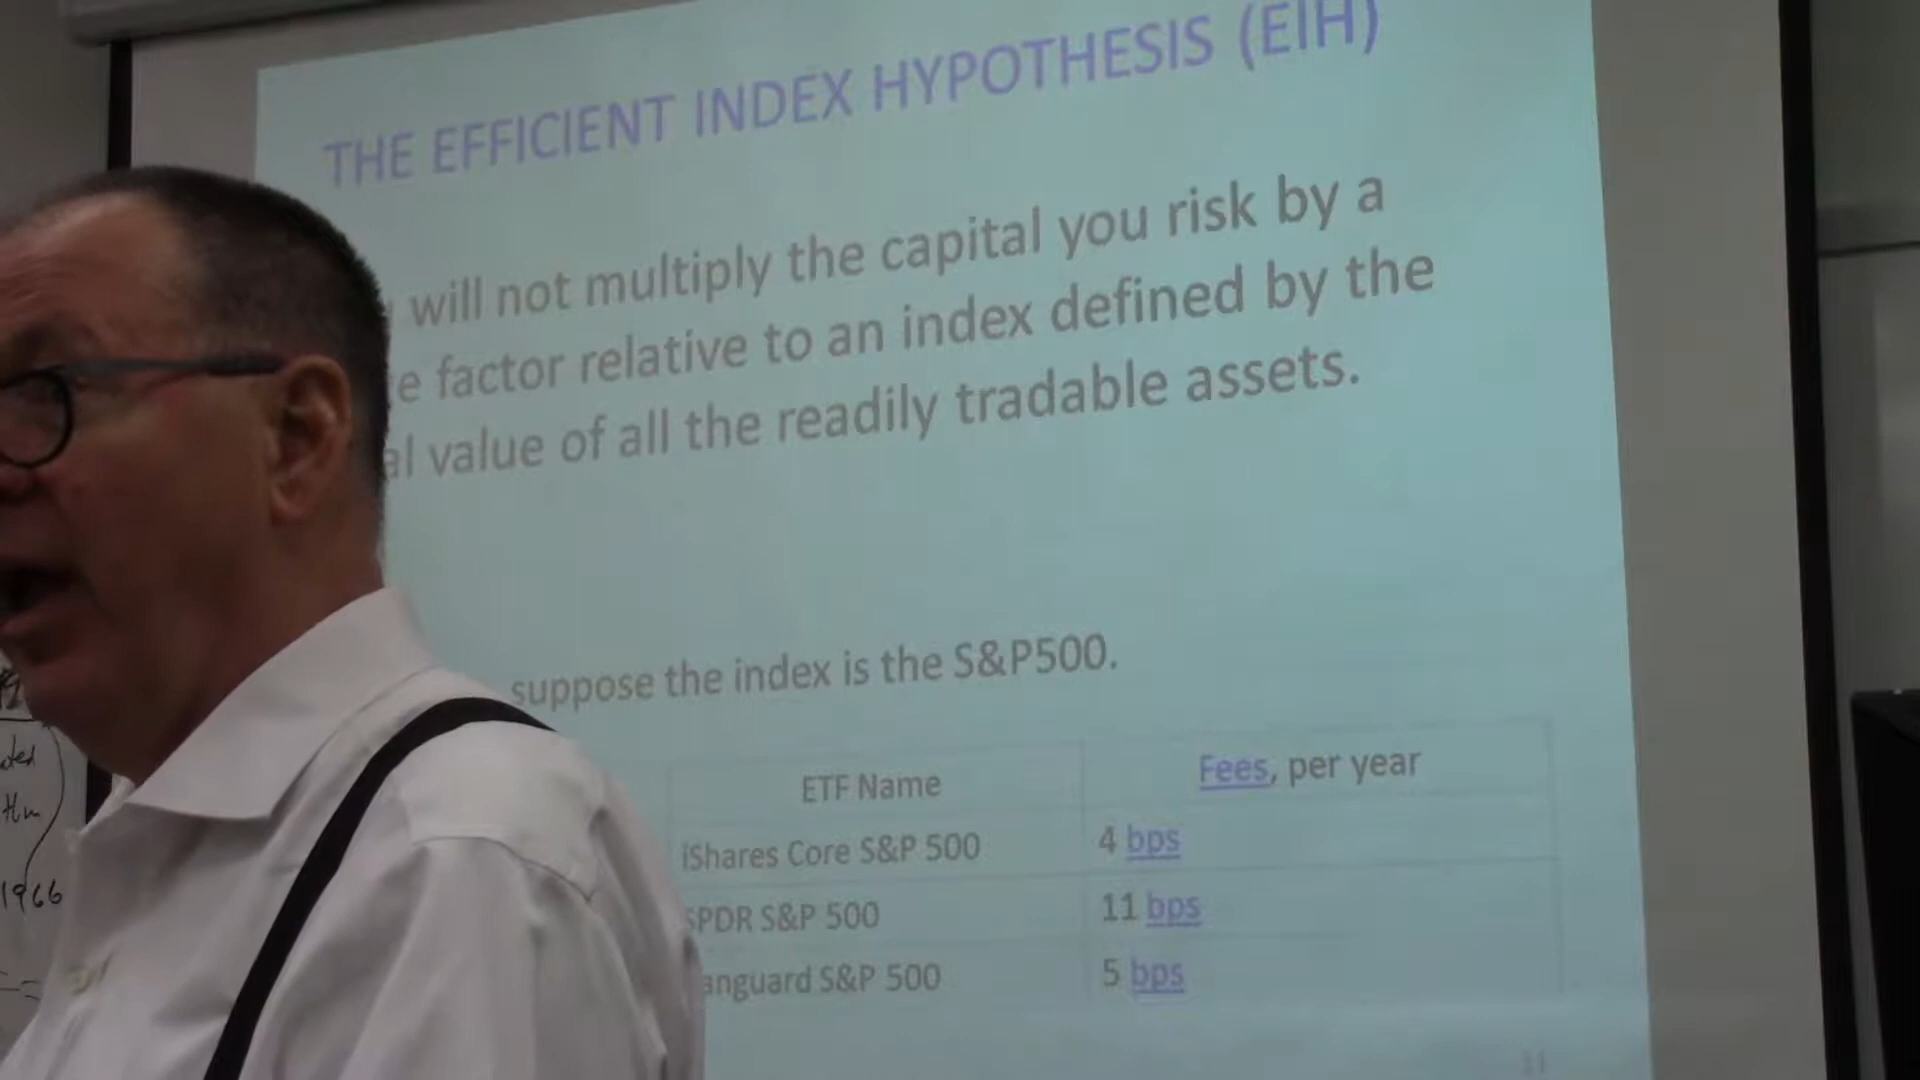 THE EFFICIENT INDEX HYPOTHESIS (EIH)
will not multiply the capital you risk by a
factor relative to an index defined by the
value of all the readily tradable assets.
suppose the index is the S&P500.
ETF Name Fees, per year
iShares Core S&P 500 4 bps
SPDR S&P 500 11 bps
anguard S&P 500 5 bps
1966